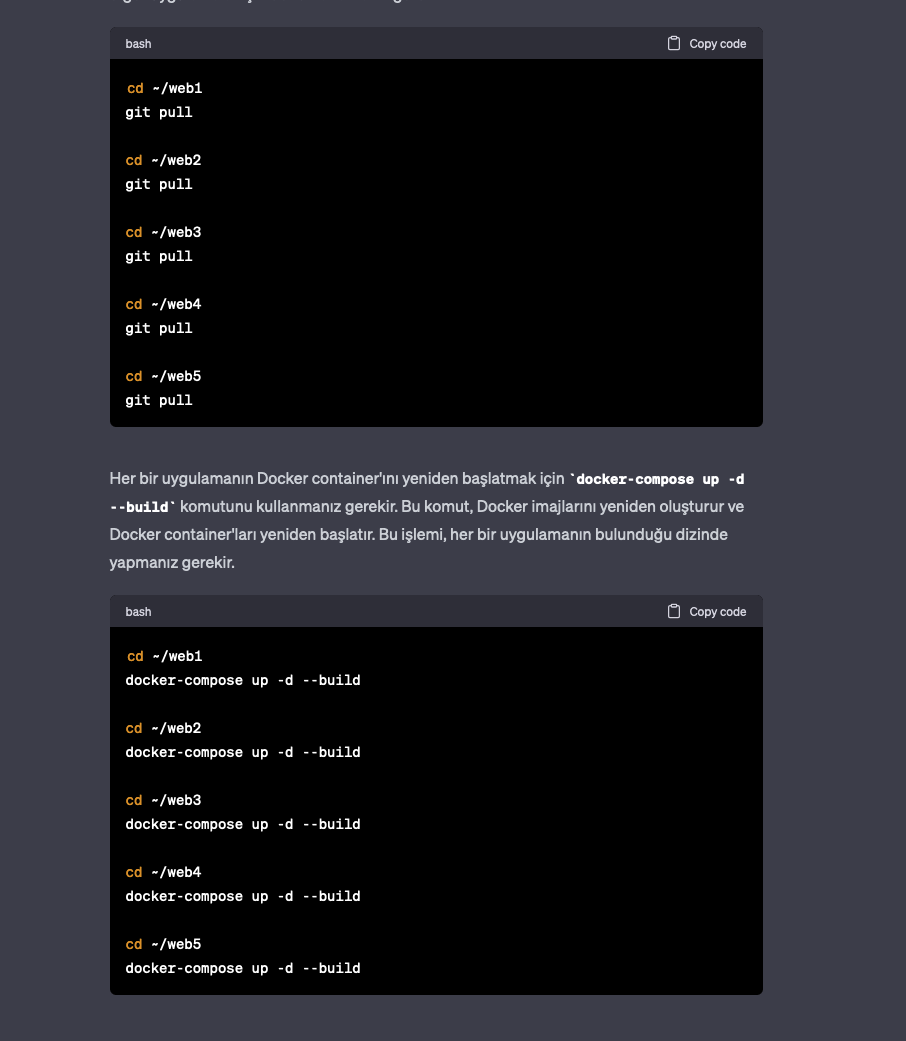 bash
Copy code
cd ~/web1
git pull
cd ~/web2
git pull
cd ~/web3
git pull
cd ~/web4
git pull
cd ~/web5
git pull
Her bir uygulamanın Docker container'ını yeniden başlatmak için `docker-compose up -d
--build` komutunu kullanmanız gerekir. Bu komut, Docker imajlarını yeniden oluşturur ve
Docker container'ları yeniden başlatır. Bu işlemi, her bir uygulamanın bulunduğu dizinde
yapmanız gerekir.
bash
Copy code
cd ~/web1
docker-compose up -d --build
cd ~/web2
docker-compose up -d --build
cd ~/web3
docker-compose up -d --build
cd ~/web4
docker-compose up -d --build
cd ~/web5
docker-compose up -d --build